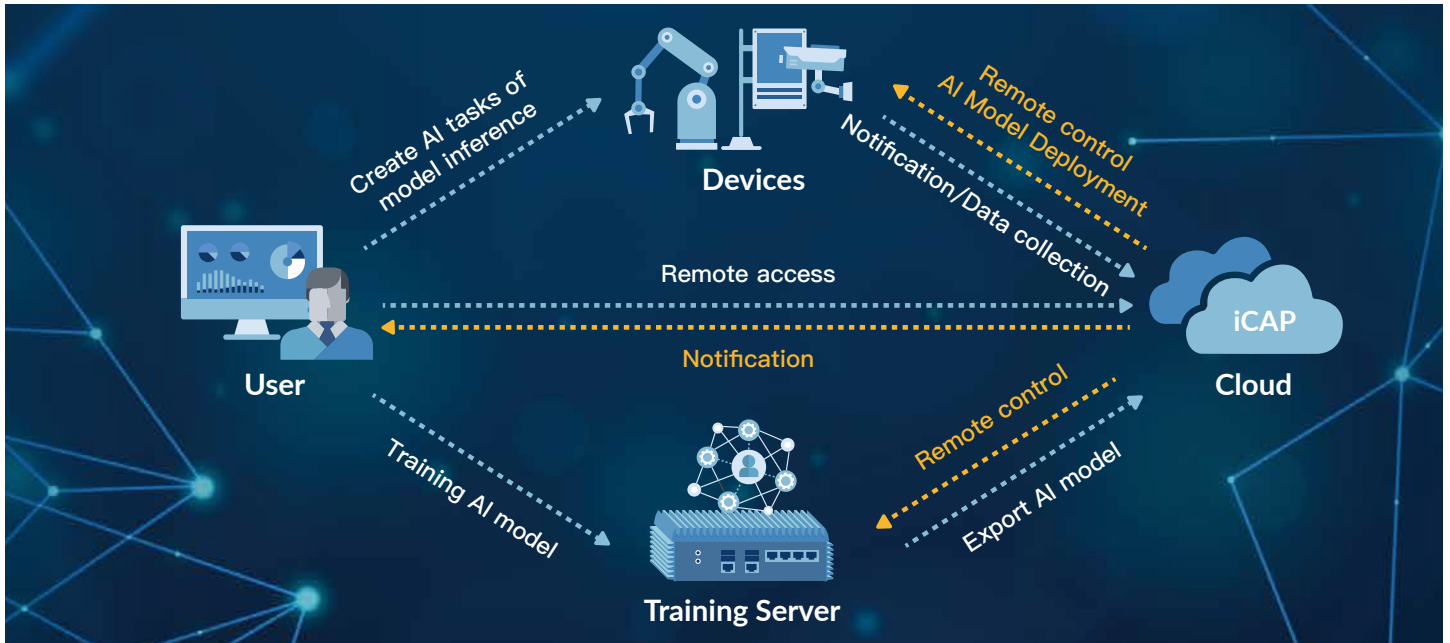 Create AI tasks of
model inference
Devices
Remote control
AI Model Deployment
Notification/Data collection
Remote access
Notification
User
iCAP
Cloud
Training AI model
Remote control
Export AI model
Training Server